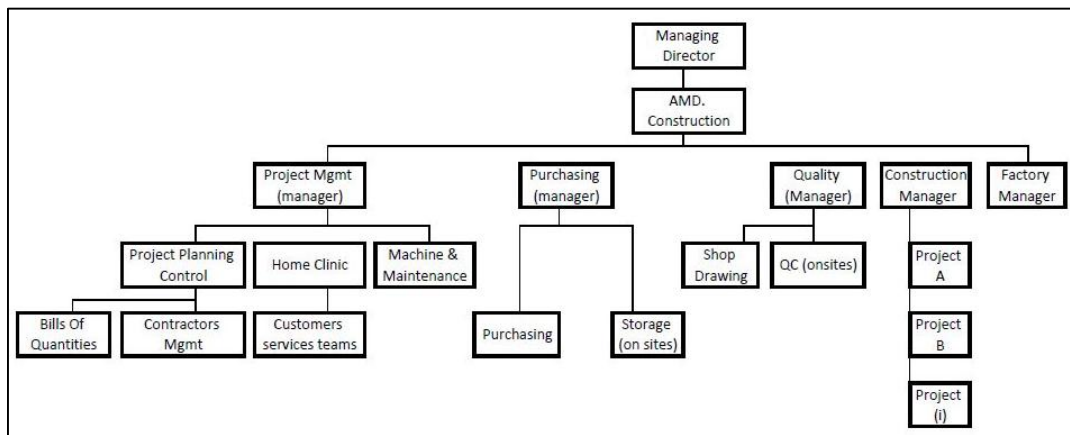 Managing
Director
AMD.
Construction
Project Mgmt
(manager)
Purchasing
(manager)
Quality
(Manager)
Construction
Manager
Factory
Manager
Project Planning
Control
Home Clinic
Machine &
Maintenance
Shop
Drawing
QC (onsites)
Project
A
Bills Of
Quantities
Contractors
Mgmt
Customers
services teams
Purchasing
Storage
(on sites)
Project
B
Project
(i)